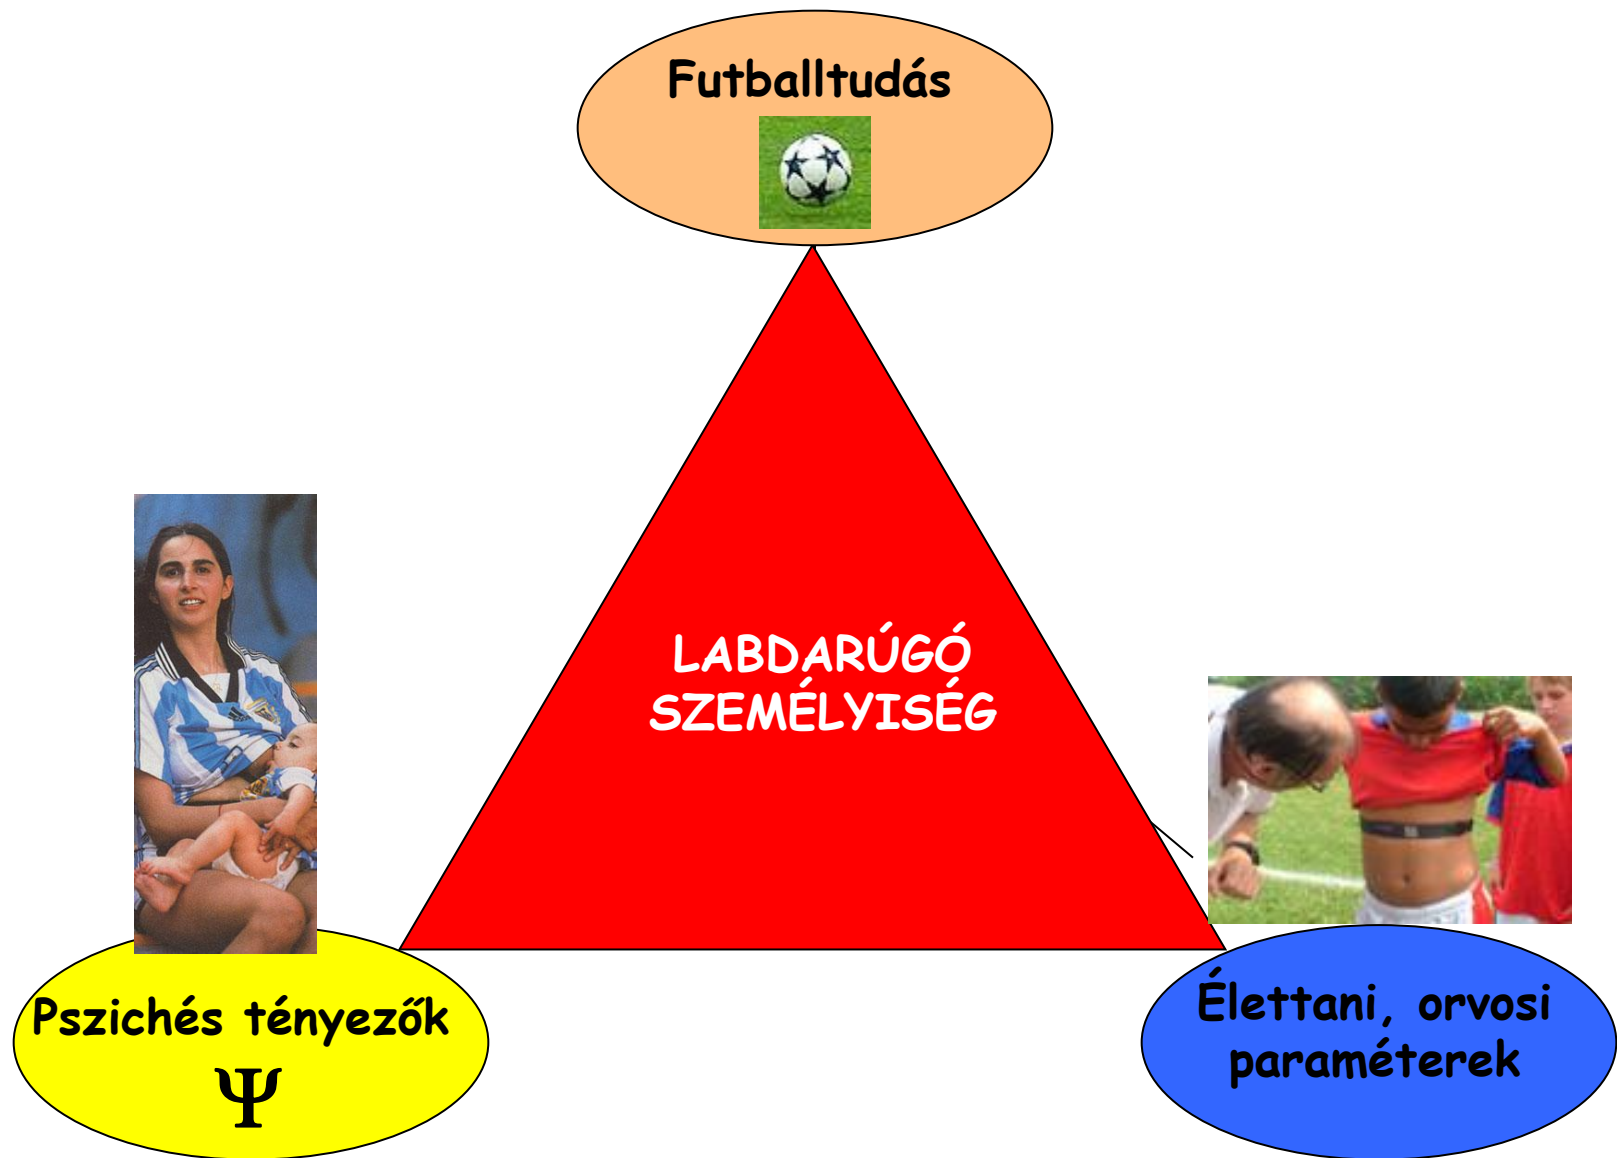 Futballtudás
LABDARÚGÓ
SZEMÉLYISÉG
Pszichés tényezők
Ψ
Élettani, orvosi
paraméterek